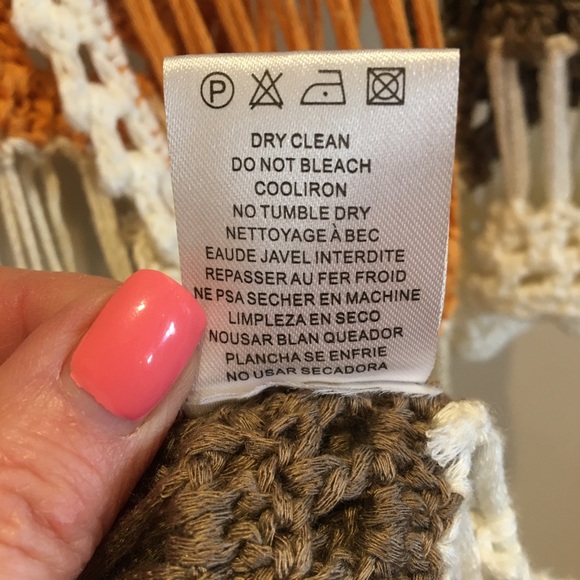 P
DRY CLEAN
DO NOT BLEACH
COOLIRON
NO TUMBLE DRY
NETTOYAGE À BEC
EAUDE JAVEL INTERDITE
REPASSER AU FER FROID
NE PSA SECHER EN MACHINE
LIMPLEZA EN SECO
NOUSAR BLAN QUEADOR
PLANCHA SE ENFRIE
NO USAR SECADORA